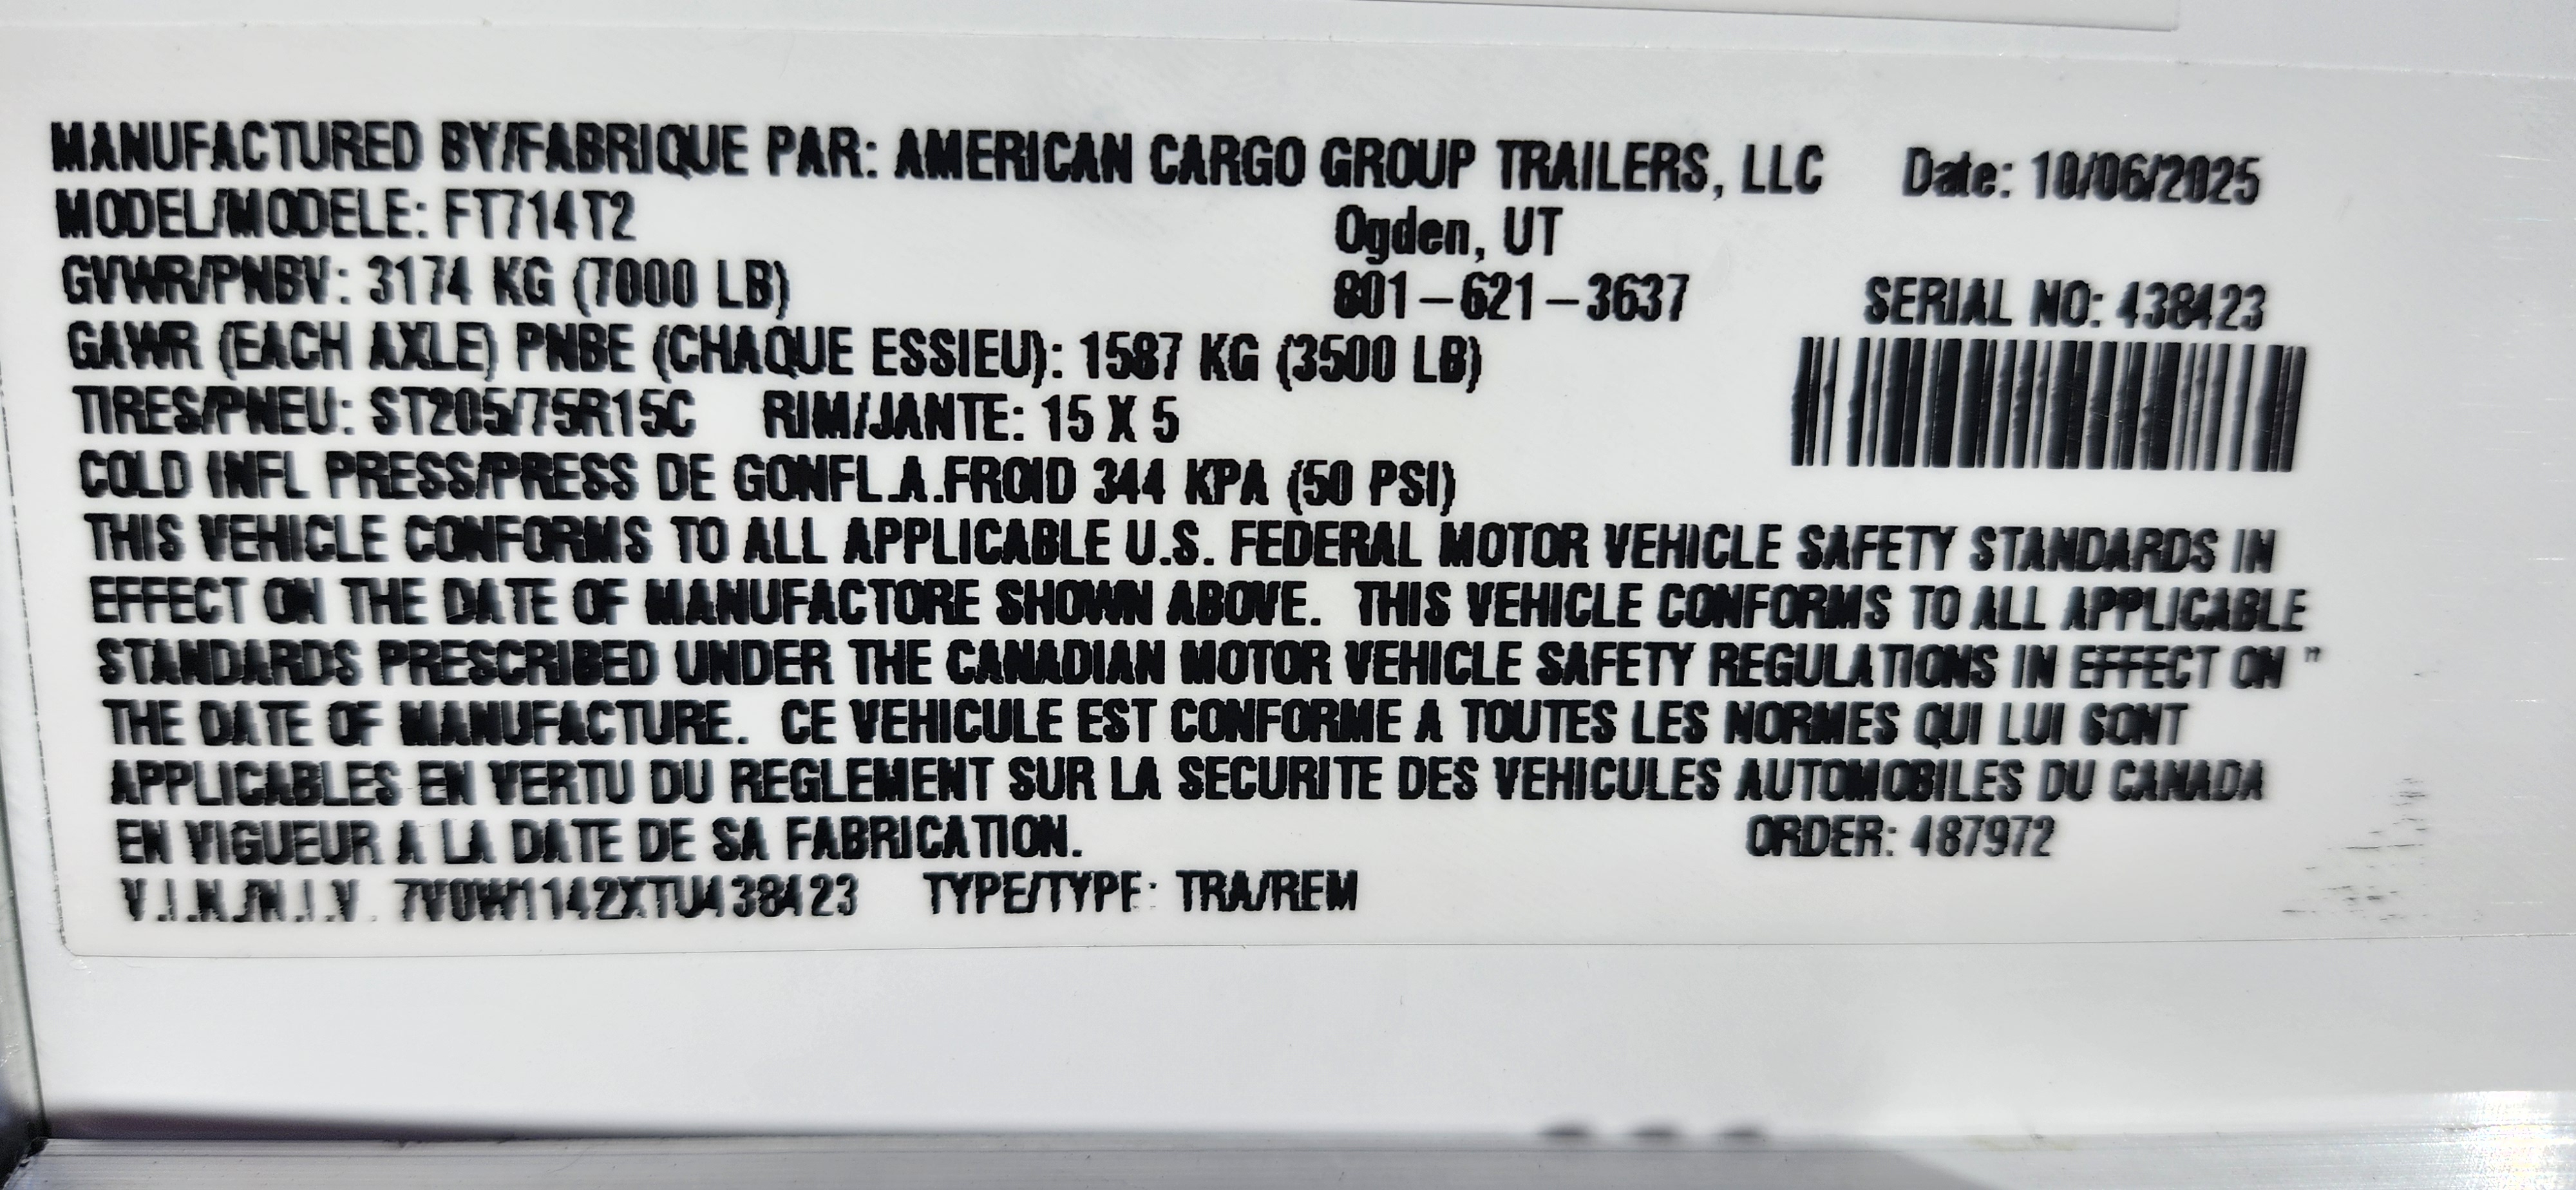 MANUFACTURED BY/FABRIQUE PAR: AMERICAN CARGO GROUP TRAILERS, LLC Date: 10/06/2025
MODEL/MODELE: FT714T2 Ogden, UT
GVWR/PNBV: 3174 KG (7000 LB) 801-621-3637 SERIAL NO: 438423
GAWR (EACH AXLE) PNBE (CHAQUE ESSIEU): 1587 KG (3500 LB)
TIRES/PNEU: ST205/75R15C RIM/JANTE: 15 X 5
COLD INFL PRESS/PRESS DE GONFL.A.FROID 344 KPA (50 PSI)
THIS VEHICLE CONFORMS TO ALL APPLICABLE U.S. FEDERAL MOTOR VEHICLE SAFETY STANDARDS IN
EFFECT ON THE DATE OF MANUFACTORE SHOWN ABOVE. THIS VEHICLE CONFORMS TO ALL APPLICABLE
STANDARDS PRESCRIBED UNDER THE CANADIAN MOTOR VEHICLE SAFETY REGULATIONS IN EFFECT ON "
THE DATE OF MANUFACTURE. CE VEHICULE EST CONFORME A TOUTES LES NORMES QUI LUI SONT
APPLICABLES EN VERTU DU REGLEMENT SUR LA SECURITE DES VEHICULES AUTOMOBILES DU CANADA
EN VIGUEUR A LA DATE DE SA FABRICATION. ORDER: 487972
V.I.N./N.I.V. 7V0W1142XTU438423 TYPE/TYPE: TRA/REM